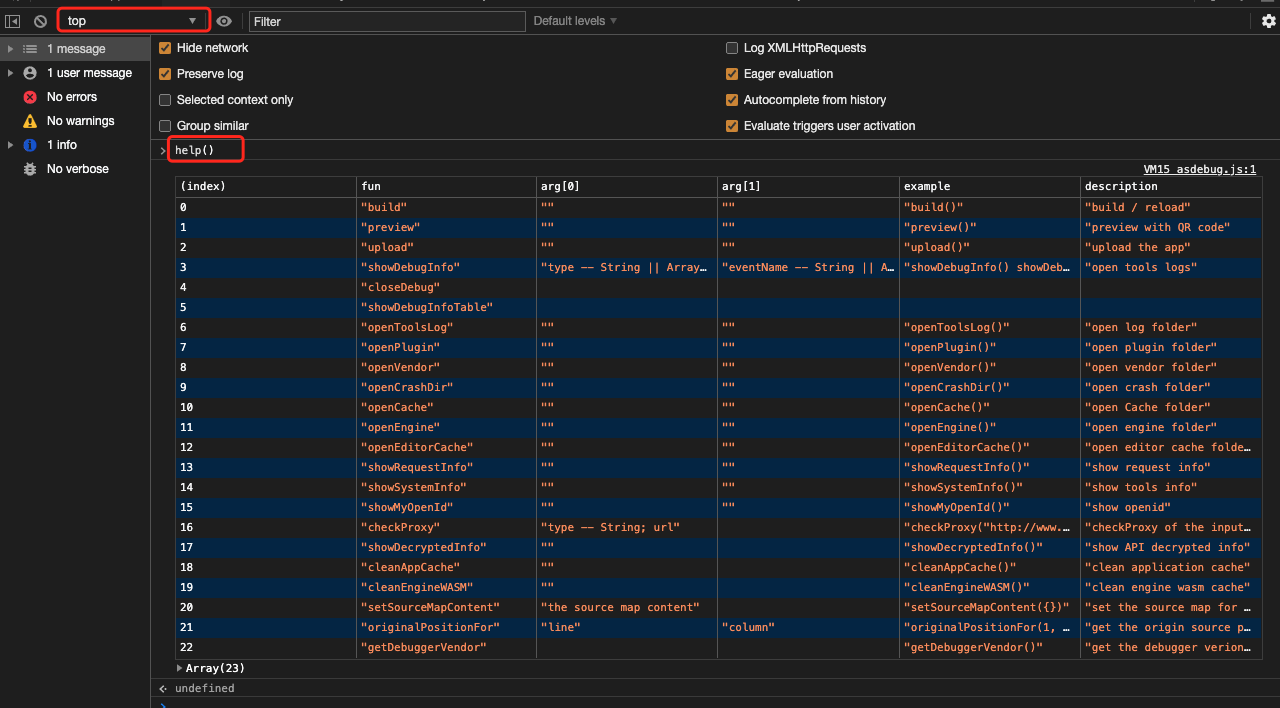 top
Filter
Default levels
1 message
1 user message
No errors
No warnings
1 info
No verbose
Hide network
Log XMLHttpRequests
Preserve log
Eager evaluation
Selected context only
Autocomplete from history
Group similar
Evaluate triggers user activation
help()
VM15 asdebug.js:1
(index) fun arg[0] arg[1] example description
0 "build" "" "" "build()" "build / reload"
1 "preview" "" "" "preview()" "preview with QR code"
2 "upload" "" "" "upload()" "upload the app"
3 "showDebugInfo" "type -- String || Array… "eventName -- String || A… "showDebugInfo() showDeb… "open tools logs"
4 "closeDebug"
5 "showDebugInfoTable"
6 "openToolsLog" "" "" "openToolsLog()" "open log folder"
7 "openPlugin" "" "" "openPlugin()" "open plugin folder"
8 "openVendor" "" "" "openVendor()" "open vendor folder"
9 "openCrashDir" "" "" "openCrashDir()" "open crash folder"
10 "openCache" "" "" "openCache()" "open Cache folder"
11 "openEngine" "" "" "openEngine()" "open engine folder"
12 "openEditorCache" "" "" "openEditorCache()" "open editor cache folde…
13 "showRequestInfo" "" "" "showRequestInfo()" "show request info"
14 "showSystemInfo" "" "" "showSystemInfo()" "show tools info"
15 "showMyOpenId" "" "" "showMyOpenId()" "show openid"
16 "checkProxy" "type -- String; url" "checkProxy("http://www.… "checkProxy of the input…
17 "showDecryptedInfo" "" "showDecryptedInfo()" "show API decrypted info"
18 "cleanAppCache" "" "cleanAppCache()" "clean application cache"
19 "cleanEngineWASM" "" "cleanEngineWASM()" "clean engine wasm cache"
20 "setSourceMapContent" "the source map content" "setSourceMapContent({})" "set the source map for …
21 "originalPositionFor" "line" "column" "originalPositionFor(1, … "get the origin source p…
22 "getDebuggerVendor" "getDebuggerVendor()" "get the debugger verion…
Array(23)
undefined